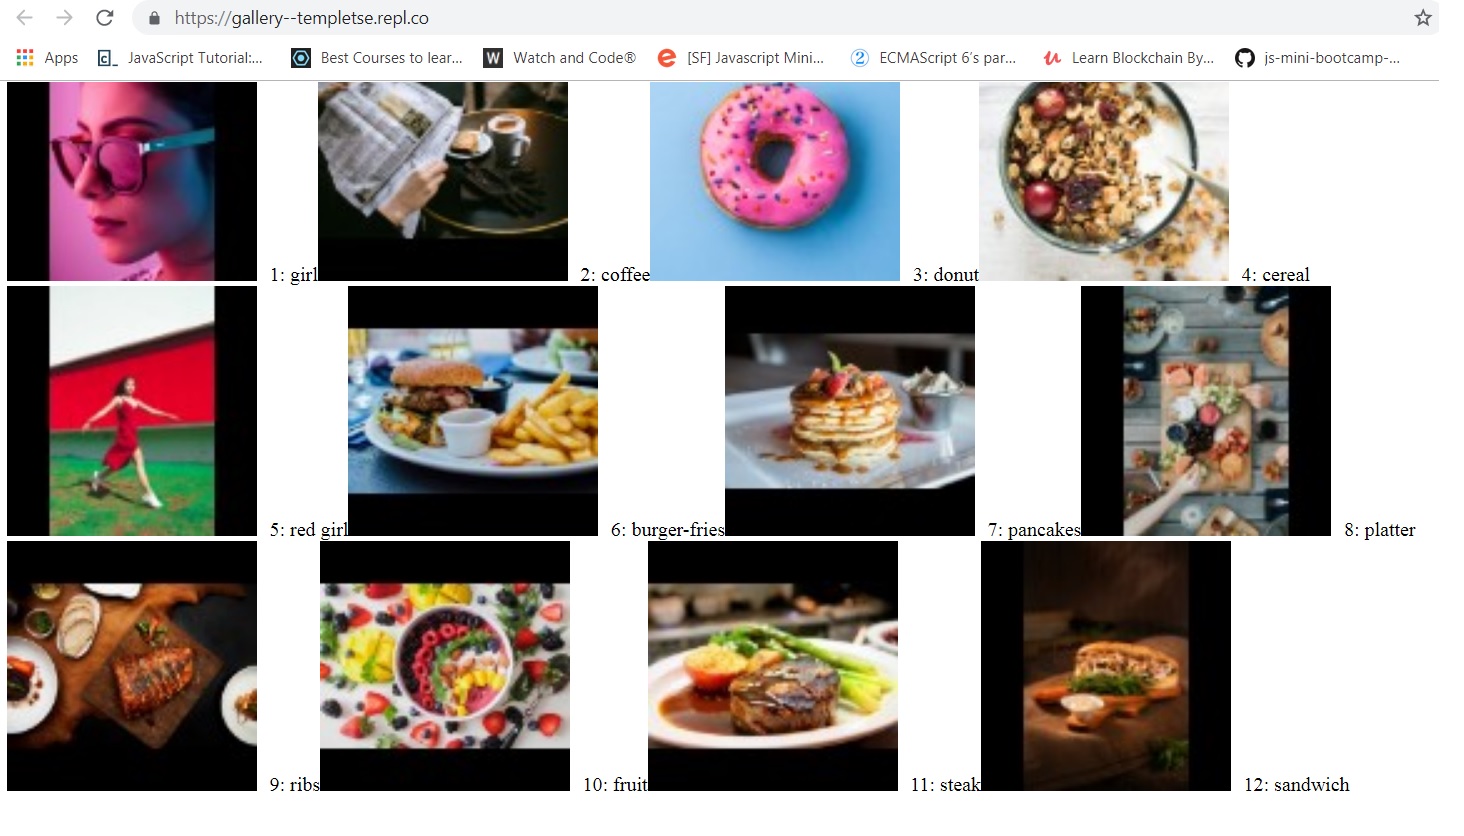 https://gallery--templetse.repl.co
Apps JavaScript Tutorial:... Best Courses to lear... W Watch and Code® e [SF] Javascript Mini... 2 ECMAScript 6's par... Learn Blockchain By... js-mini-bootcamp-...
1: girl 2: coffee 3: donut 4: cereal
5: red girl 6: burger-fries 7: pancakes 8: platter
9: ribs 10: fruit 11: steak 12: sandwich